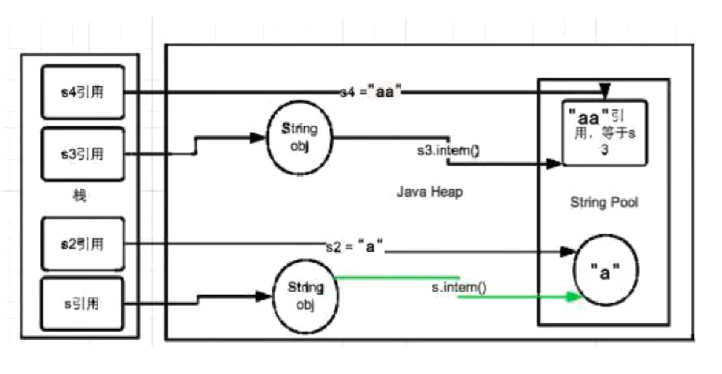 s4引用
s4 ="aa"
"aa"引
用，等于s
3
String
obj
s3引用
s3.intern()
栈
Java Heap
String Pool
s2引用
s2 = "a"
"a"
String
obj
s.intern()
s引用